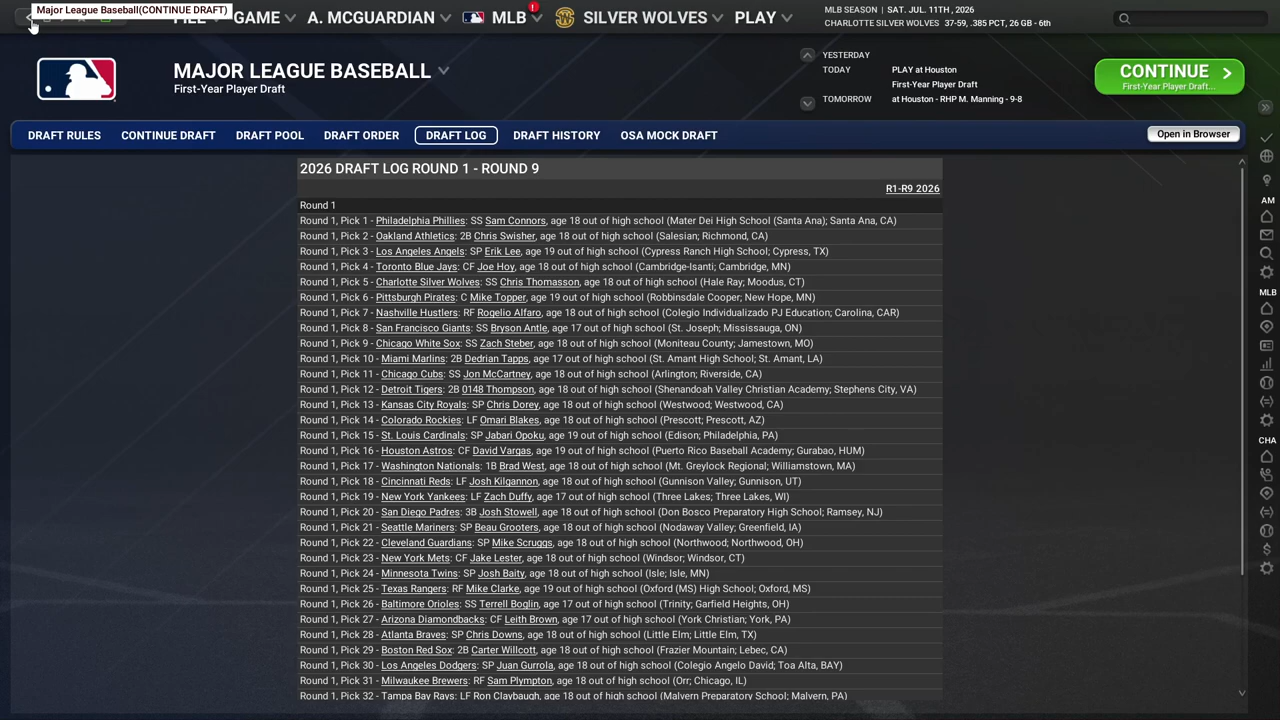 Major League Baseball(CONTINUE DRAFT)
GAME
A. MCGUARDIAN
MLB
SILVER WOLVES
PLAY
MLB SEASON | SAT. JUL. 11TH , 2026
CHARLOTTE SILVER WOLVES 37-59, .385 PCT, 26 GB - 6th
MAJOR LEAGUE BASEBALL
First-Year Player Draft
YESTERDAY
TODAY PLAY at Houston
First-Year Player Draft
TOMORROW at Houston - RHP M. Manning - 9-8
CONTINUE
First-Year Player Draft...
DRAFT RULES
CONTINUE DRAFT
DRAFT POOL
DRAFT ORDER
DRAFT LOG
DRAFT HISTORY
OSA MOCK DRAFT
Open in Browser
2026 DRAFT LOG ROUND 1 - ROUND 9
R1-R9 2026
Round 1
Round 1, Pick 1 - Philadelphia Phillies: SS Sam Connors, age 18 out of high school (Mater Dei High School (Santa Ana); Santa Ana, CA)
Round 1, Pick 2 - Oakland Athletics: 2B Chris Swisher, age 18 out of high school (Salesian; Richmond, CA)
Round 1, Pick 3 - Los Angeles Angels: SP Erik Lee, age 19 out of high school (Cypress Ranch High School; Cypress, TX)
Round 1, Pick 4 - Toronto Blue Jays: CF Joe Hoy, age 18 out of high school (Cambridge-Isanti; Cambridge, MN)
Round 1, Pick 5 - Charlotte Silver Wolves: SS Chris Thomasson, age 18 out of high school (Hale Ray; Moodus, CT)
Round 1, Pick 6 - Pittsburgh Pirates: C Mike Topper, age 19 out of high school (Robbinsdale Cooper; New Hope, MN)
Round 1, Pick 7 - Nashville Hustlers: RF Rogelio Alfaro, age 18 out of high school (Colegio Individualizado PJ Education; Carolina, CAR)
Round 1, Pick 8 - San Francisco Giants: SS Bryson Antle, age 17 out of high school (St. Joseph; Mississauga, ON)
Round 1, Pick 9 - Chicago White Sox: SS Zach Steber, age 18 out of high school (Moniteau County; Jamestown, MO)
Round 1, Pick 10 - Miami Marlins: 2B Dedrian Tapps, age 17 out of high school (St. Amant High School; St. Amant, LA)
Round 1, Pick 11 - Chicago Cubs: SS Jon McCartney, age 18 out of high school (Arlington; Riverside, CA)
Round 1, Pick 12 - Detroit Tigers: 2B 0148 Thompson, age 18 out of high school (Shenandoah Valley Christian Academy; Stephens City, VA)
Round 1, Pick 13 - Kansas City Royals: SP Chris Dorey, age 18 out of high school (Westwood; Westwood, CA)
Round 1, Pick 14 - Colorado Rockies: LF Omari Blakes, age 18 out of high school (Prescott; Prescott, AZ)
Round 1, Pick 15 - St. Louis Cardinals: SP Jabari Opoku, age 19 out of high school (Edison; Philadelphia, PA)
Round 1, Pick 16 - Houston Astros: CF David Vargas, age 19 out of high school (Puerto Rico Baseball Academy; Gurabao, HUM)
Round 1, Pick 17 - Washington Nationals: 1B Brad West, age 18 out of high school (Mt. Greylock Regional; Williamstown, MA)
Round 1, Pick 18 - Cincinnati Reds: LF Josh Kilgannon, age 18 out of high school (Gunnison Valley; Gunnison, UT)
Round 1, Pick 19 - New York Yankees: LF Zach Duffy, age 17 out of high school (Three Lakes; Three Lakes, WI)
Round 1, Pick 20 - San Diego Padres: 3B Josh Stowell, age 18 out of high school (Don Bosco Preparatory High School; Ramsey, NJ)
Round 1, Pick 21 - Seattle Mariners: SP Beau Grooters, age 18 out of high school (Nodaway Valley; Greenfield, IA)
Round 1, Pick 22 - Cleveland Guardians: SP Mike Scruggs, age 18 out of high school (Northwood; Northwood, OH)
Round 1, Pick 23 - New York Mets: CF Jake Lester, age 18 out of high school (Windsor; Windsor, CT)
Round 1, Pick 24 - Minnesota Twins: SP Josh Baity, age 18 out of high school (Isle; Isle, MN)
Round 1, Pick 25 - Texas Rangers: RF Mike Clarke, age 19 out of high school (Oxford (MS) High School; Oxford, MS)
Round 1, Pick 26 - Baltimore Orioles: SS Terrell Boglin, age 17 out of high school (Trinity; Garfield Heights, OH)
Round 1, Pick 27 - Arizona Diamondbacks: CF Leith Brown, age 17 out of high school (York Christian; York, PA)
Round 1, Pick 28 - Atlanta Braves: SP Chris Downs, age 18 out of high school (Little Elm; Little Elm, TX)
Round 1, Pick 29 - Boston Red Sox: 2B Carter Willcott, age 18 out of high school (Frazier Mountain; Lebec, CA)
Round 1, Pick 30 - Los Angeles Dodgers: SP Juan Gurrola, age 18 out of high school (Colegio Angelo David; Toa Alta, BAY)
Round 1, Pick 31 - Milwaukee Brewers: RF Sam Plympton, age 18 out of high school (Orr; Chicago, IL)
Round 1, Pick 32 - Tampa Bay Rays: LF Ron Claybaugh, age 18 out of high school (Malvern Preparatory School; Malvern, PA)
AM
MLB
CHA